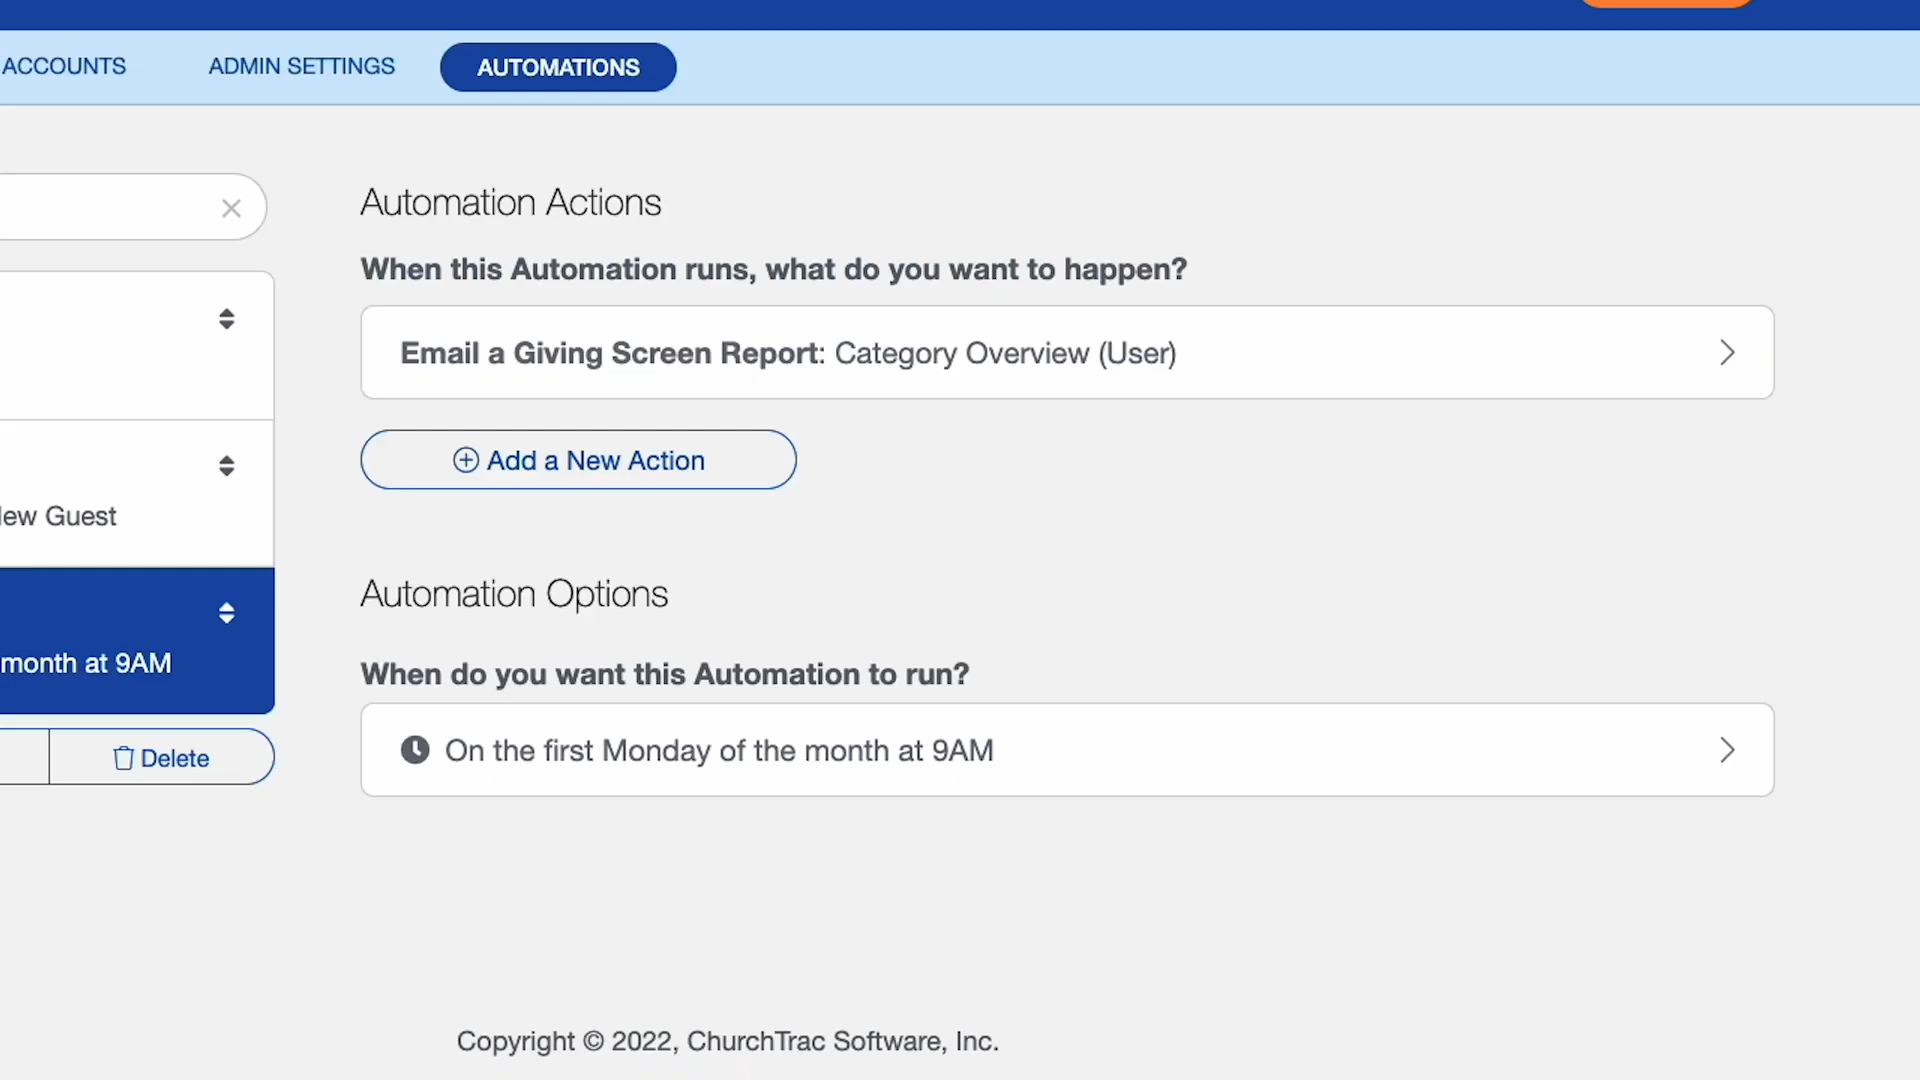 ACCOUNTS
ADMIN SETTINGS
AUTOMATIONS
Automation Actions
When this Automation runs, what do you want to happen?
Email a Giving Screen Report: Category Overview (User)
Add a New Action
Guest
month at 9AM
Delete
Automation Options
When do you want this Automation to run?
On the first Monday of the month at 9AM
Copyright © 2022, ChurchTrac Software, Inc.